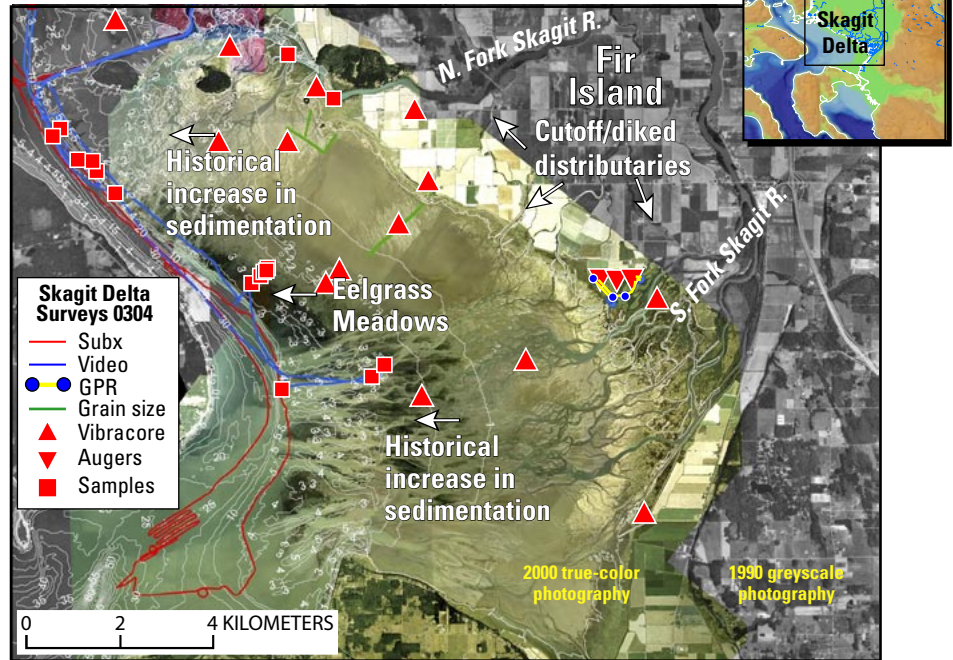 Skagit
Delta
N. Fork Skagit R.
Fir
Island
Cutoff/diked
distributaries
Historical
increase in
sedimentation
S. Fork Skagit R.
Eelgrass
Meadows
Skagit Delta
Surveys 0304
Subx
Video
GPR
Grain size
Vibracore
Augers
Samples
Historical
increase in
sedimentation
2000 true-color
photography
1990 greyscale
photography
0 2 4 KILOMETERS